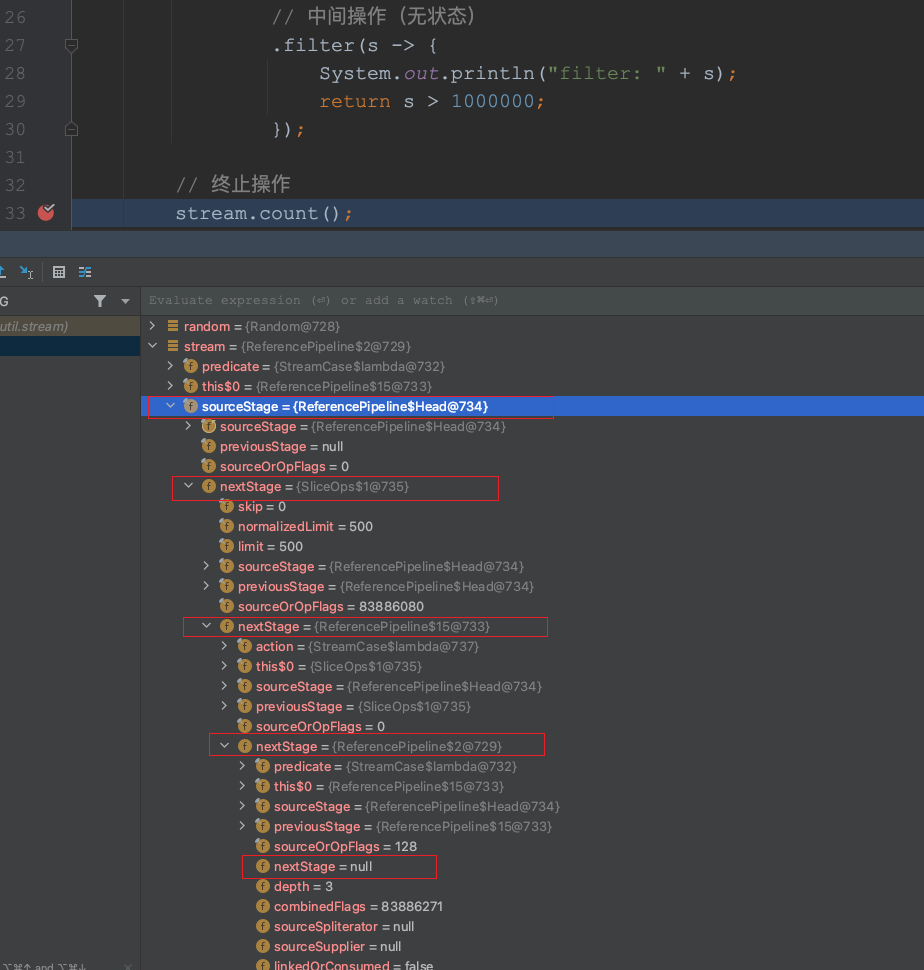 26 // 中间操作（无状态）
27 .filter(s -> {
28 System.out.println("filter: " + s);
29 return s > 1000000;
30 });
31
32 // 终止操作
33 stream.count();
G
Evaluate expression (⏎) or add a watch (⇧⌘⏎)
util.stream)
random = {Random@728}
stream = {ReferencePipeline$2@729}
predicate = {StreamCase$lambda@732}
this$0 = {ReferencePipeline$15@733}
sourceStage = {ReferencePipeline$Head@734}
sourceStage = {ReferencePipeline$Head@734}
previousStage = null
sourceOrOpFlags = 0
nextStage = {SliceOps$1@735}
skip = 0
normalizedLimit = 500
limit = 500
sourceStage = {ReferencePipeline$Head@734}
previousStage = {ReferencePipeline$Head@734}
sourceOrOpFlags = 83886080
nextStage = {ReferencePipeline$15@733}
action = {StreamCase$lambda@737}
this$0 = {SliceOps$1@735}
sourceStage = {ReferencePipeline$Head@734}
previousStage = {SliceOps$1@735}
sourceOrOpFlags = 0
nextStage = {ReferencePipeline$2@729}
predicate = {StreamCase$lambda@732}
this$0 = {ReferencePipeline$15@733}
sourceStage = {ReferencePipeline$Head@734}
previousStage = {ReferencePipeline$15@733}
sourceOrOpFlags = 128
nextStage = null
depth = 3
combinedFlags = 83886271
sourceSpliterator = null
sourceSupplier = null
linkedOrConsumed = false
⌥⌘↑ and ⌥⌘↓